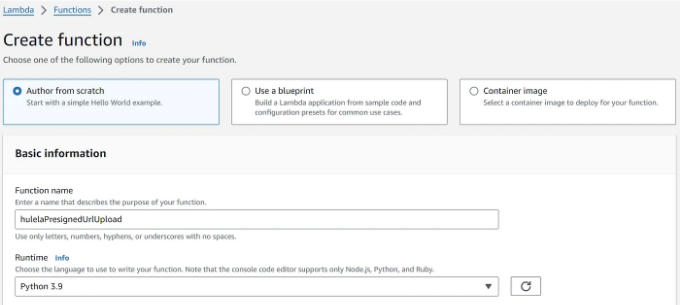 Lambda > Functions > Create function
Create function Info
Choose one of the following options to create your function.
Author from scratch
Start with a simple Hello World example.
Use a blueprint
Build a Lambda application from sample code and
configuration presets for common use cases.
Container image
Select a container image to deploy for your function.
Basic information
Function name
Enter a name that describes the purpose of your function.
hulelaPresignedUrlUpload
Use only letters, numbers, hyphens, or underscores with no spaces.
Runtime Info
Choose the language to use to write your function. Note that the console code editor supports only Node.js, Python, and Ruby.
Python 3.9